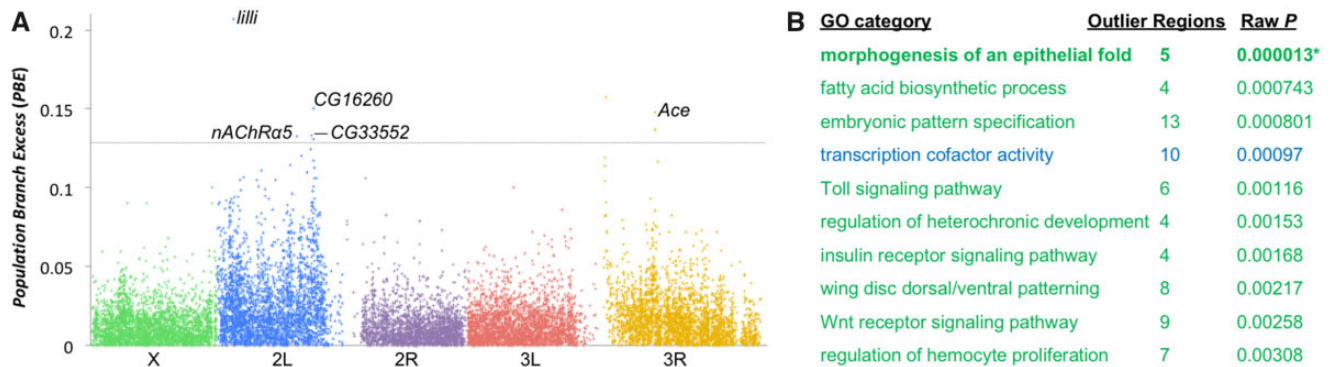 A
Population Branch Excess (PBE)
0.2
0.15
0.1
0.05
0
lilli
CG16260
nAChRα5
CG33552
Ace
X 2L 2R 3L 3R
B GO category Outlier Regions Raw P
morphogenesis of an epithelial fold 5 0.000013*
fatty acid biosynthetic process 4 0.000743
embryonic pattern specification 13 0.000801
transcription cofactor activity 10 0.00097
Toll signaling pathway 6 0.00116
regulation of heterochronic development 4 0.00153
insulin receptor signaling pathway 4 0.00168
wing disc dorsal/ventral patterning 8 0.00217
Wnt receptor signaling pathway 9 0.00258
regulation of hemocyte proliferation 7 0.00308